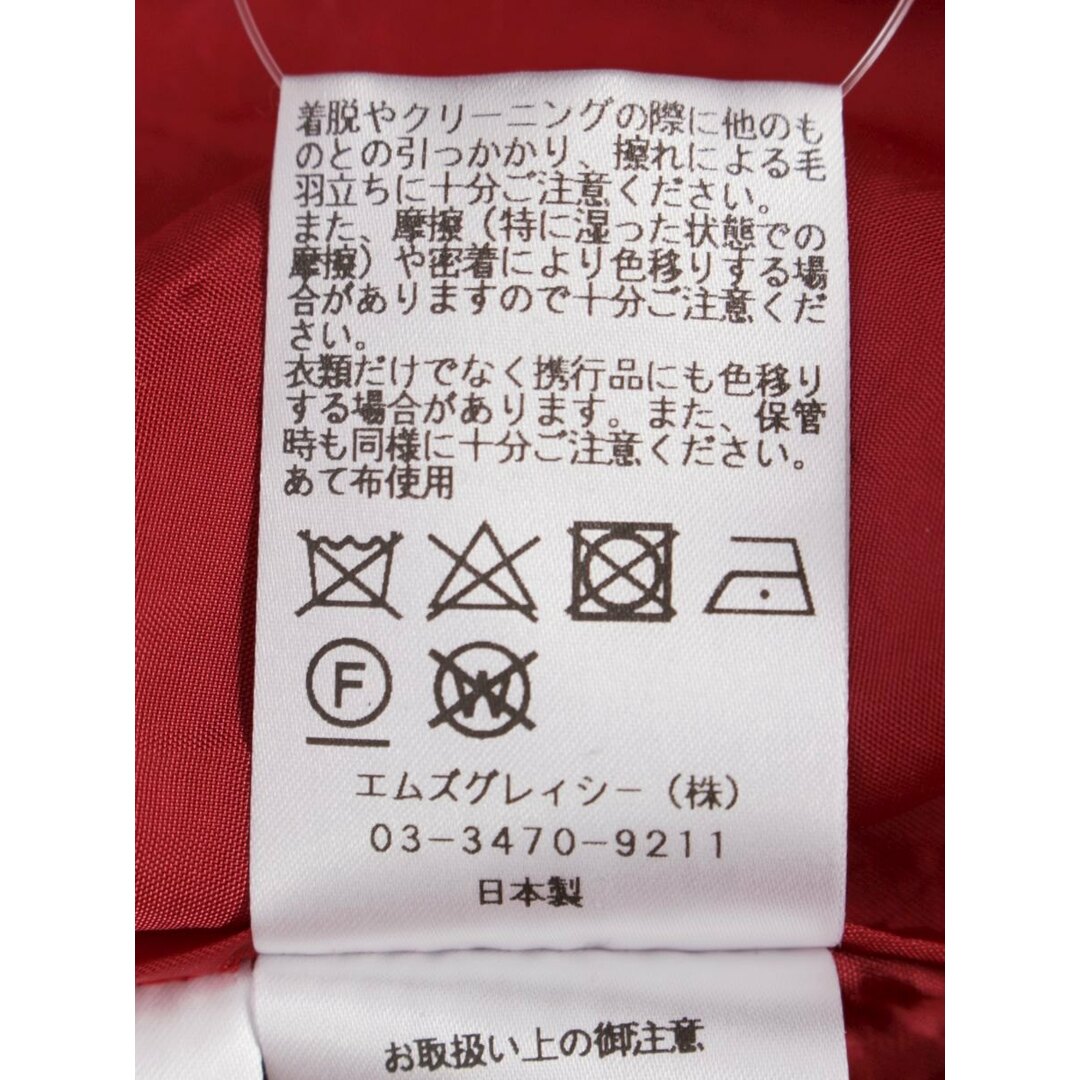 着脱やクリーニングの際に他のも
のとの引っかかり、擦れによる毛
羽立ちに十分ご注意ください。
また、摩擦(特に湿った状態での
摩擦)や密着により色移りする場
合がありますので十分ご注意くだ
さい。
衣類だけでなく携行品にも色移り
する場合があります。また、保管
時も同様に十分ご注意ください。
あて布使用
F W
エムズグレィシー(株)
03-3470-9211
日本製
お取扱い上の御注意